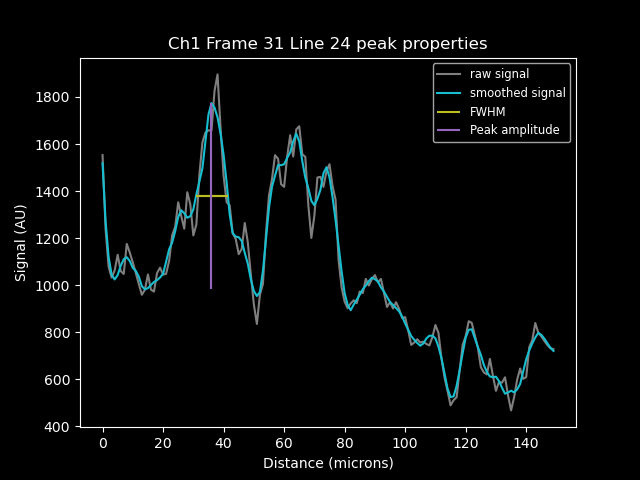 Ch1 Frame 31 Line 24 peak properties
raw signal
smoothed signal
FWHM
Peak amplitude
1800
1600
1400
1200
1000
800
600
400
Signal (AU)
0 20 40 60 80 100 120 140
Distance (microns)